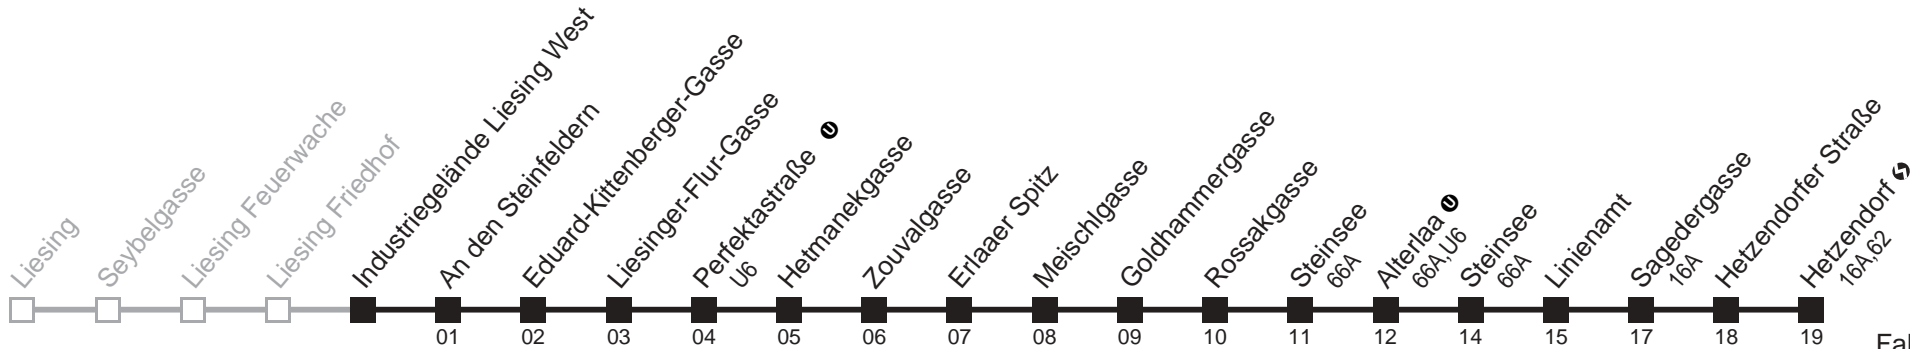 Liesing
Seybelgasse
Liesing Feuerwache
Liesing Friedhof
Industriegelände Liesing West
An den Steinfeldern
Eduard-Kittenberger-Gasse
Liesinger-Flur-Gasse
Perfektastraße U
U6
Hetmanekgasse
Zouvalgasse
Erlaaer Spitz
Meischlgasse
Goldhammergasse
Rossakgasse
Steinsee
66A
Alterlaa U
66A,U6
Steinsee
66A
Linienamt
Sagedergasse
16A
Hetzendorfer Straße
Hetzendorf
16A,62
01 02 03 04 05 06 07 08 09 10 11 12 14 15 17 18 19